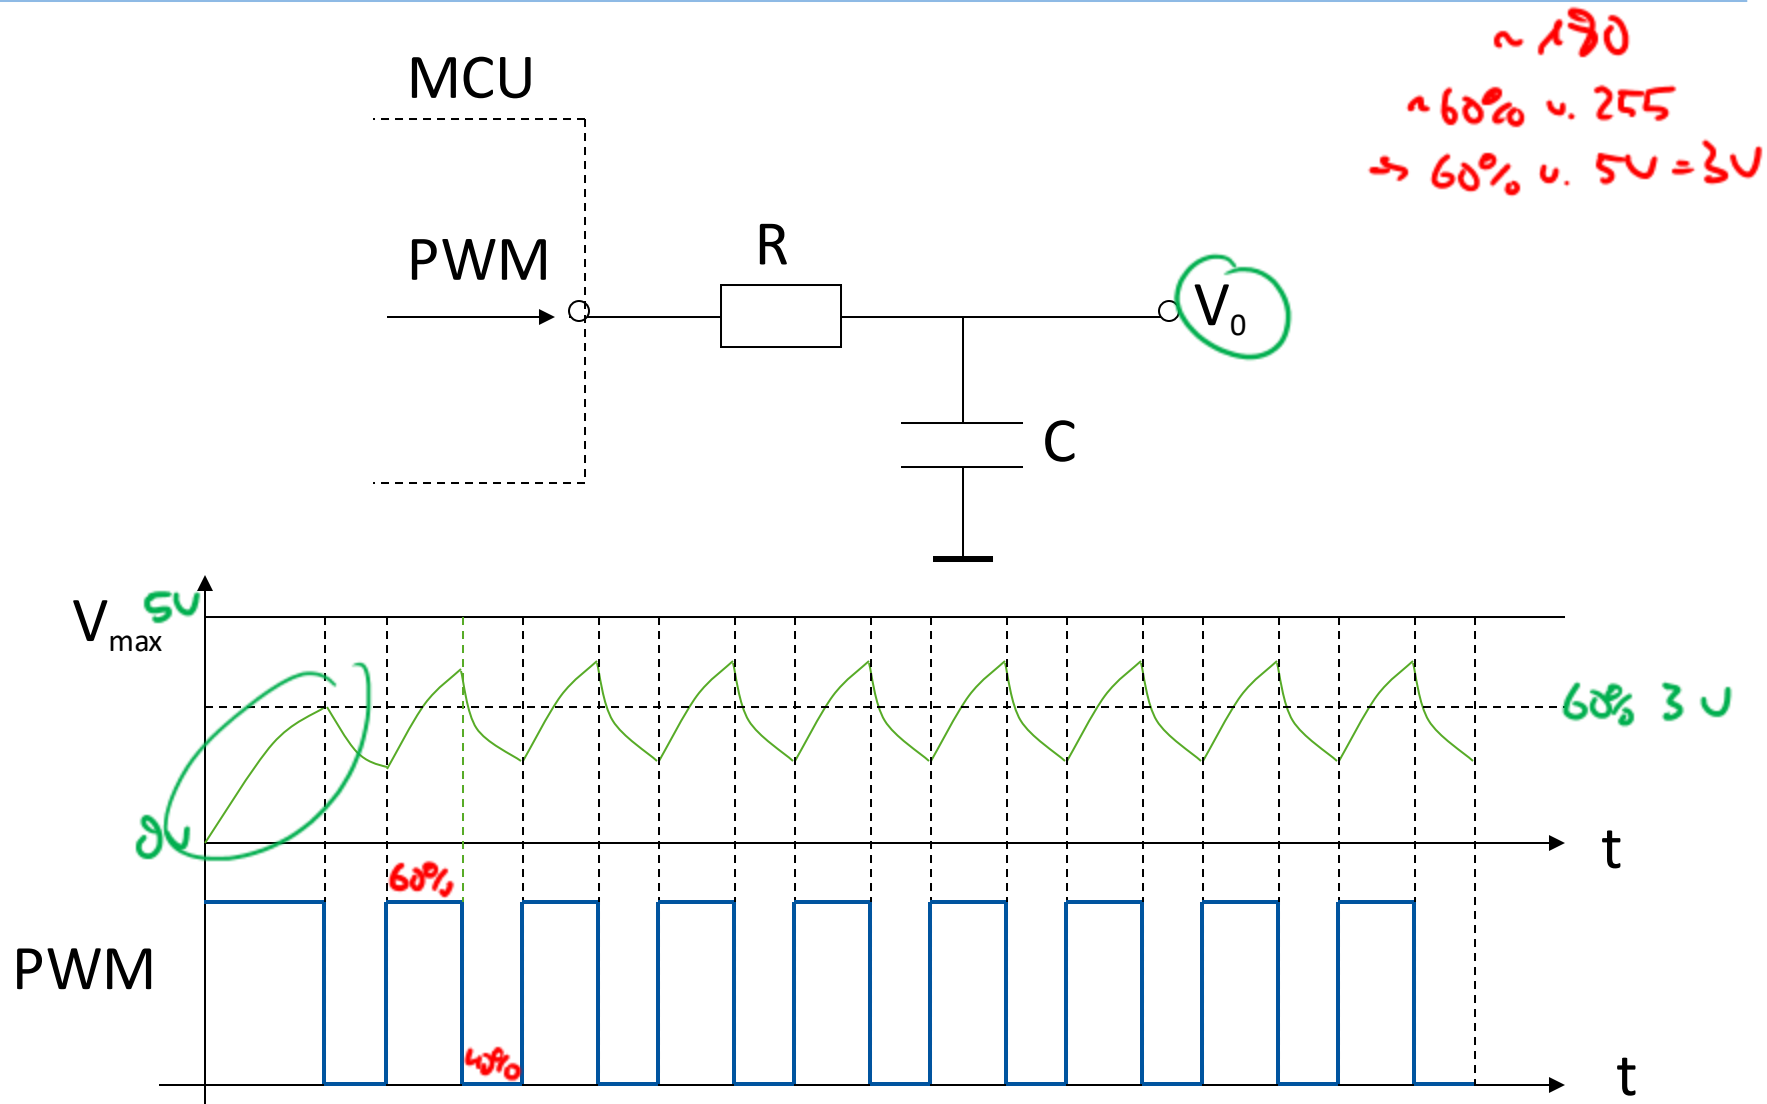 ~ 190
MCU
~60% v. 255
→ 60% v. 5V = 3V
R
PWM
V0
C
Vmax 5V
60% 3V
0V
t
60%
PWM
40%
t